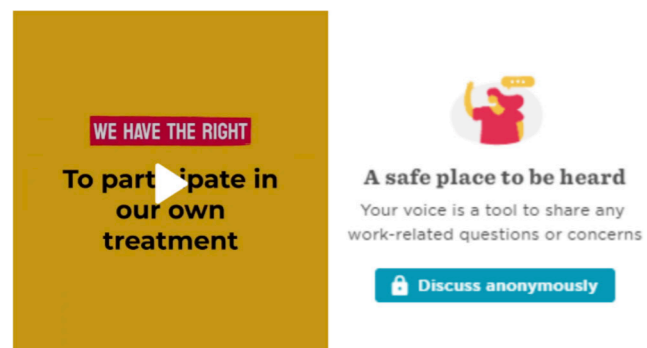 WE HAVE THE RIGHT
To participate in
our own
treatment
A safe place to be heard
Your voice is a tool to share any
work-related questions or concerns
Discuss anonymously